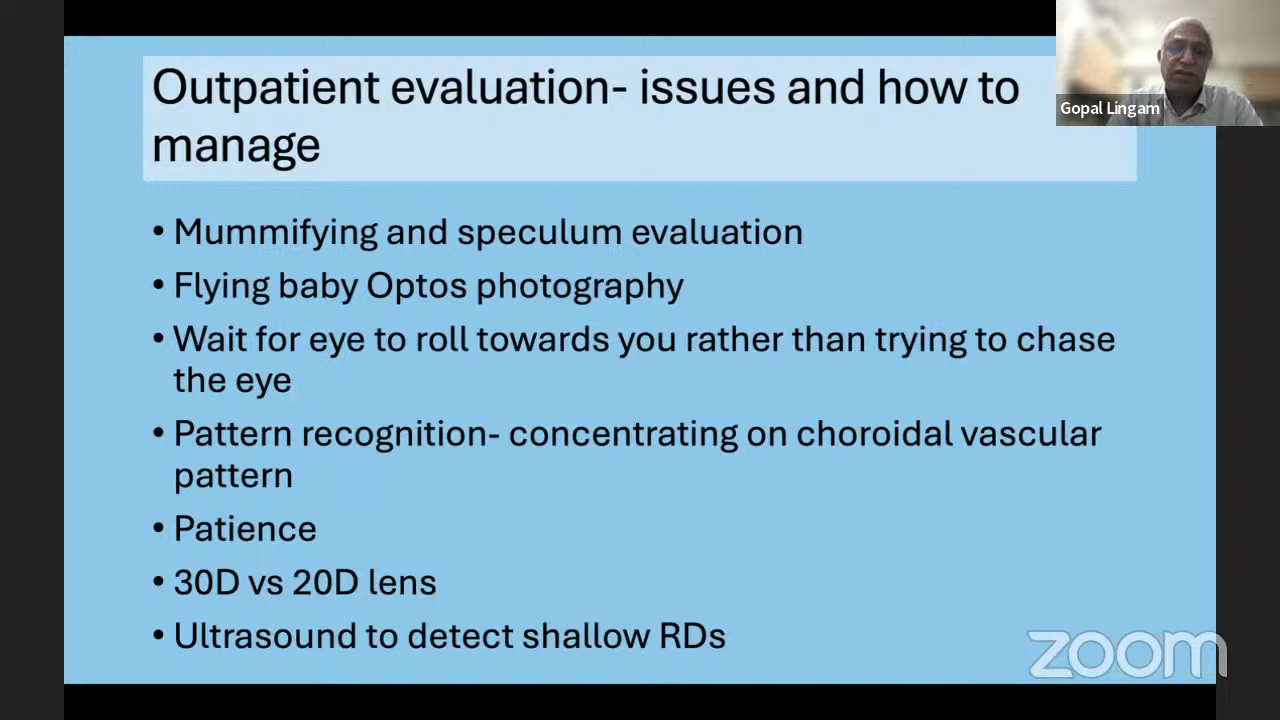 Outpatient evaluation- issues and how to
manage
Gopal Lingam
• Mummifying and speculum evaluation
• Flying baby Optos photography
• Wait for eye to roll towards you rather than trying to chase
the eye
• Pattern recognition- concentrating on choroidal vascular
pattern
• Patience
• 30D vs 20D lens
• Ultrasound to detect shallow RDs
zoom